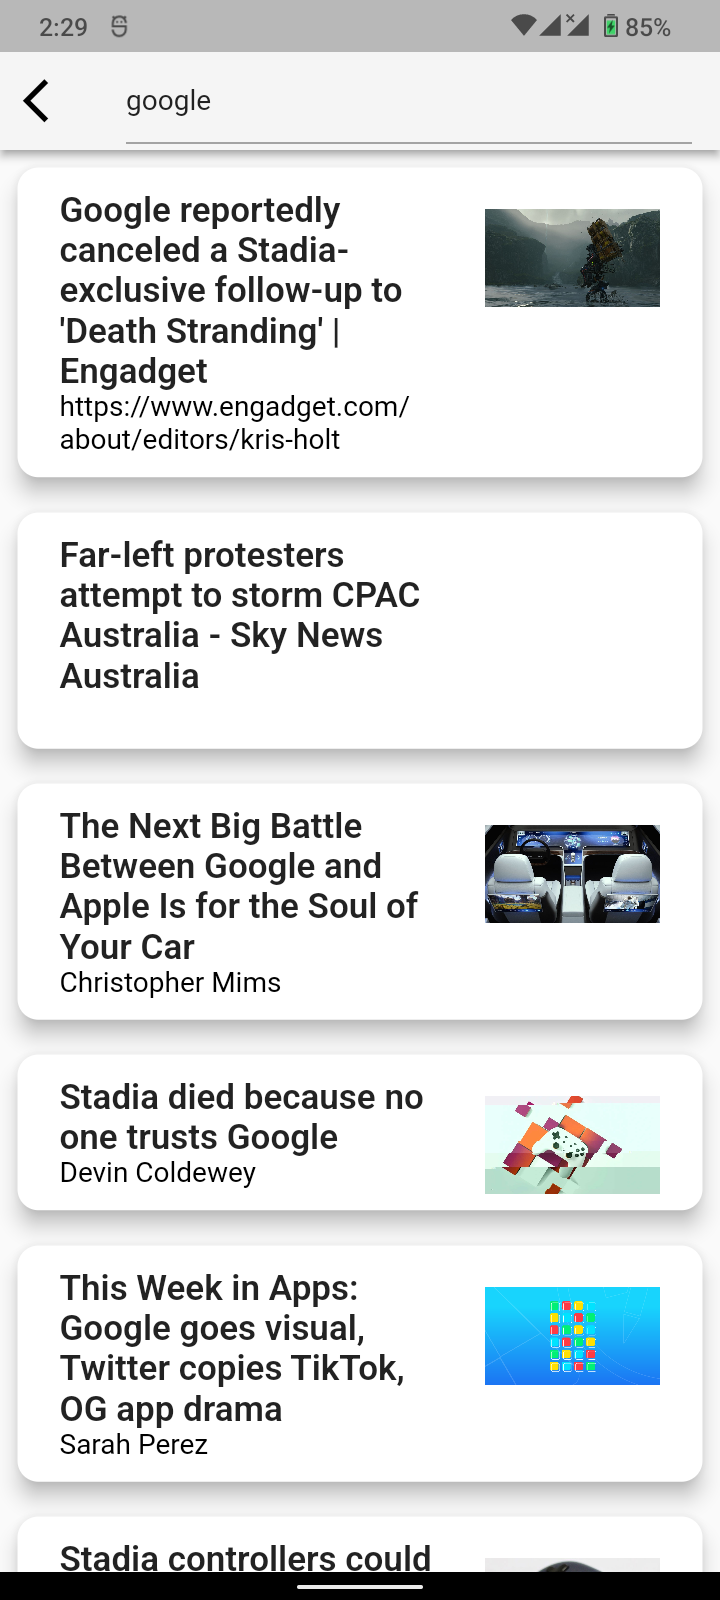 2:29
85%
google
Google reportedly
canceled a Stadia-
exclusive follow-up to
'Death Stranding' |
Engadget
https://www.engadget.com/
about/editors/kris-holt
Far-left protesters
attempt to storm CPAC
Australia - Sky News
Australia
The Next Big Battle
Between Google and
Apple Is for the Soul of
Your Car
Christopher Mims
Stadia died because no
one trusts Google
Devin Coldewey
This Week in Apps:
Google goes visual,
Twitter copies TikTok,
OG app drama
Sarah Perez
Stadia controllers could